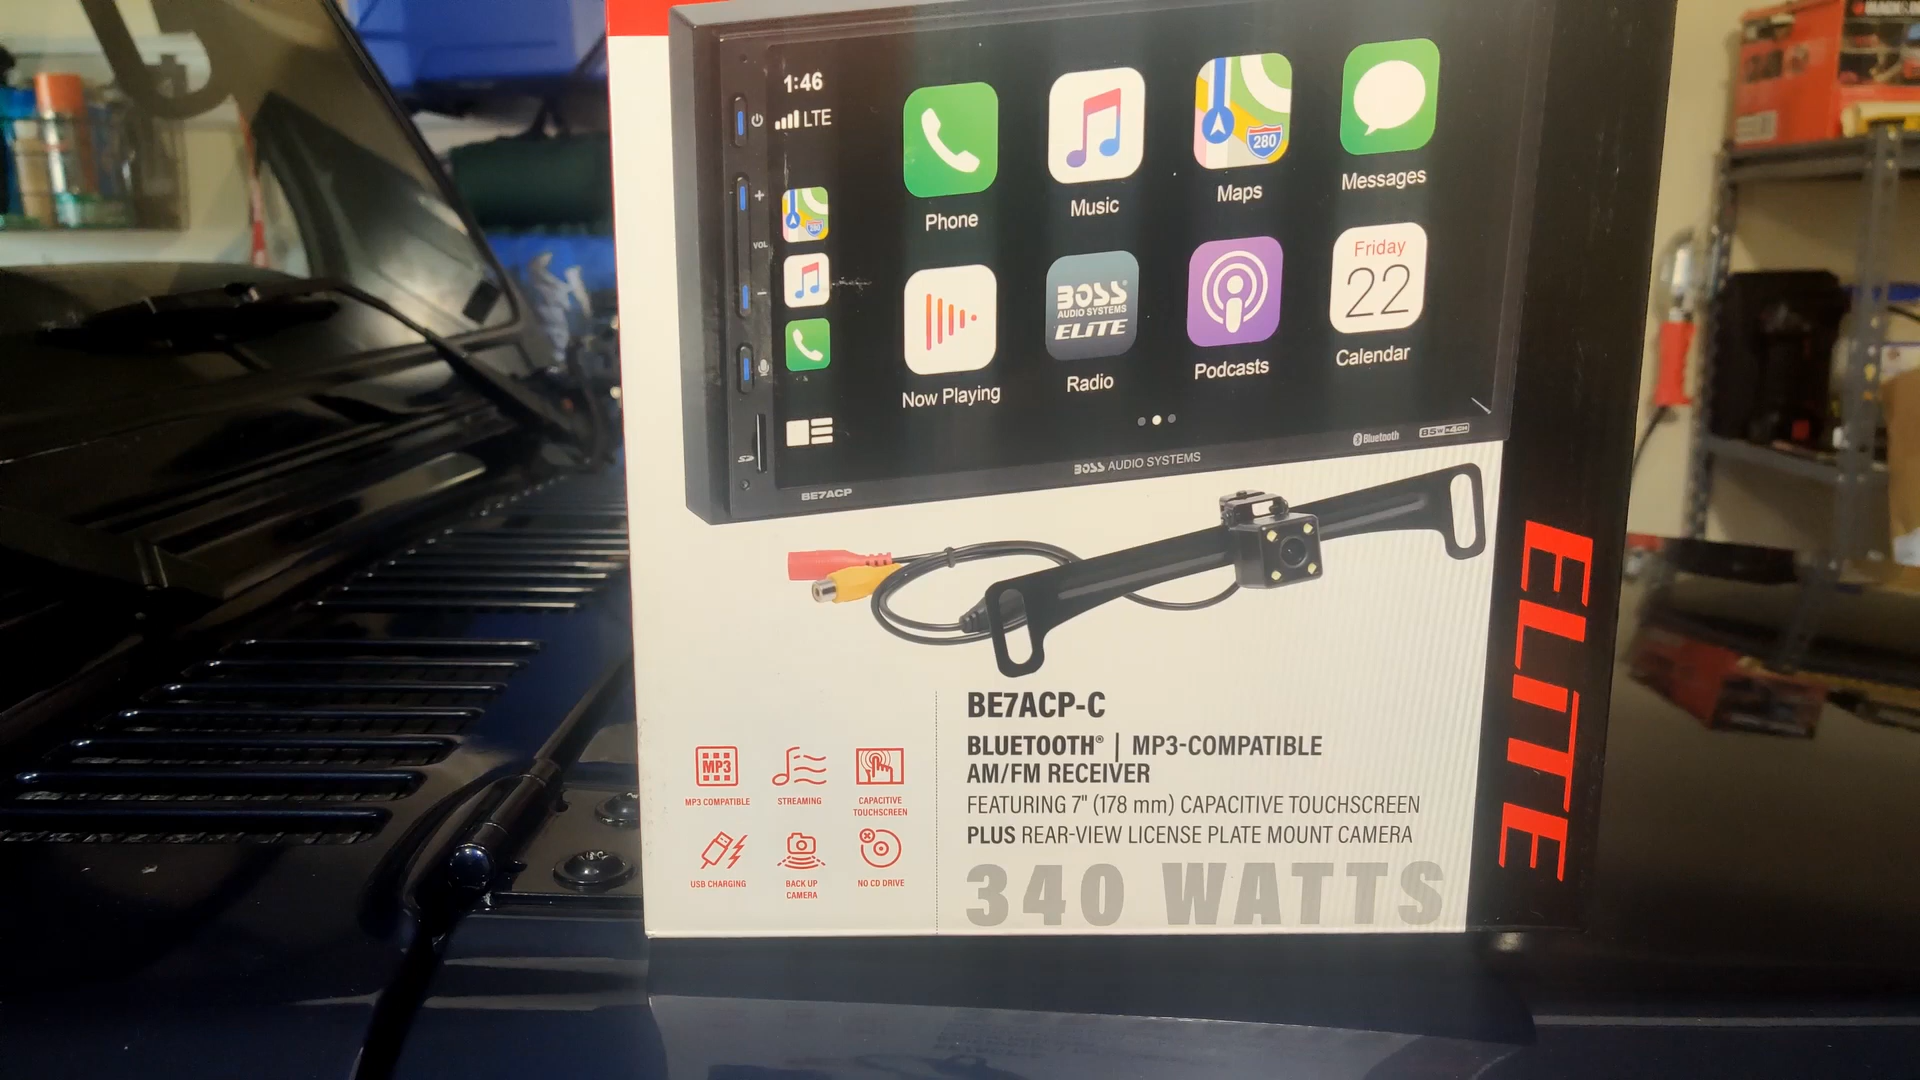 1:46
LTE
VOL
SD
280
280
Phone
Music
Maps
Messages
Now Playing
BOSS
AUDIO SYSTEMS
ELITE
Radio
Podcasts
Friday
22
Calendar
Bluetooth
85W x 4CH
BOSS AUDIO SYSTEMS
BE7ACP
ELITE
BE7ACP-C
BLUETOOTH® | MP3-COMPATIBLE
AM/FM RECEIVER
FEATURING 7" (178 mm) CAPACITIVE TOUCHSCREEN
PLUS REAR-VIEW LICENSE PLATE MOUNT CAMERA
340 WATTS
MP3
MP3 COMPATIBLE
STREAMING
CAPACITIVE
TOUCHSCREEN
USB CHARGING
BACK UP
CAMERA
NO CD DRIVE